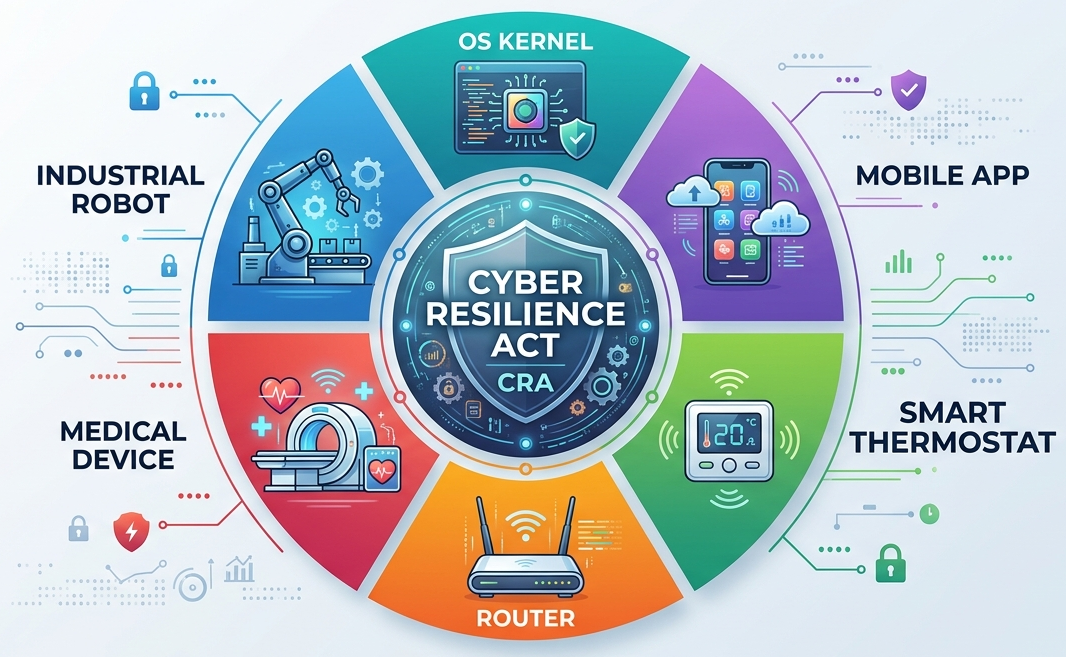 OS KERNEL
INDUSTRIAL
ROBOT
MOBILE APP
CYBER
RESILIENCE
ACT
CRA
MEDICAL
DEVICE
20
°C
SMART
THERMOSTAT
ROUTER